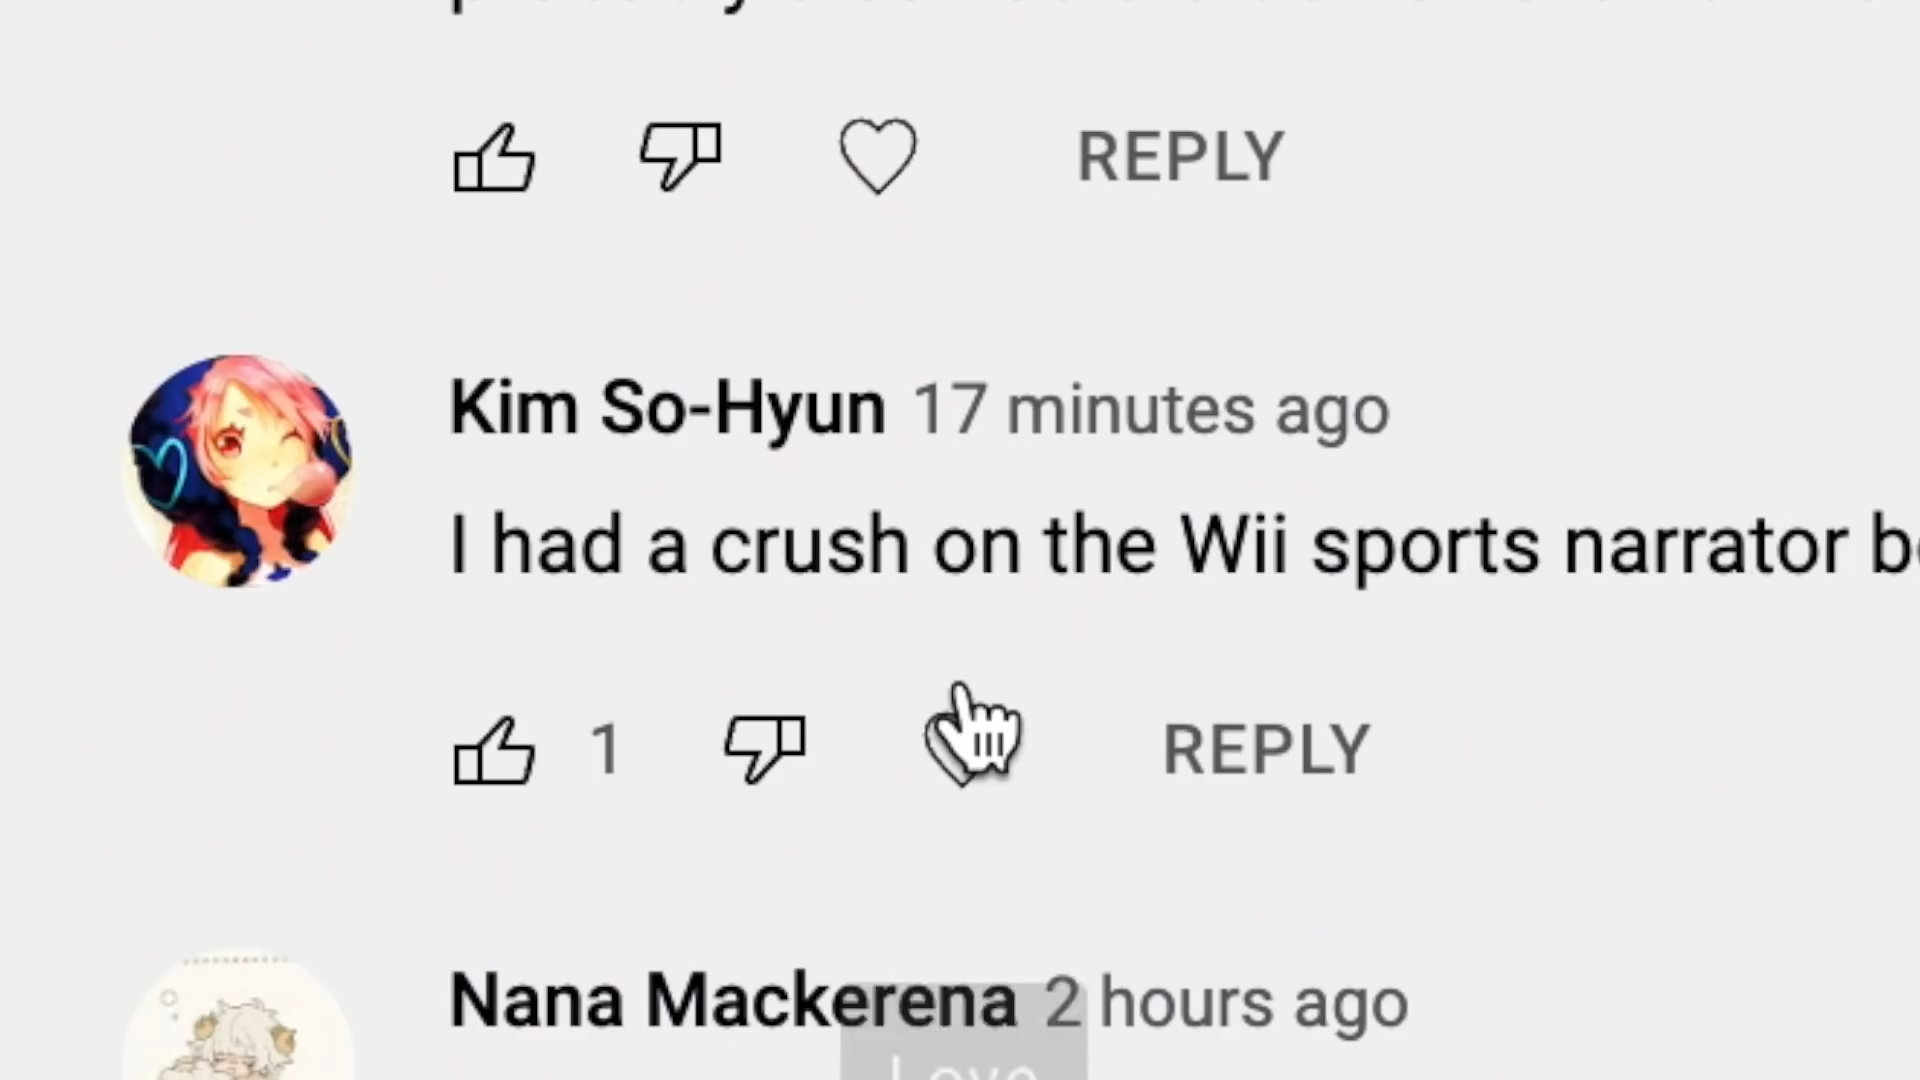 REPLY
Kim So-Hyun 17 minutes ago
I had a crush on the Wii sports narrator
1 REPLY
Nana Mackerena 2 hours ago
Love